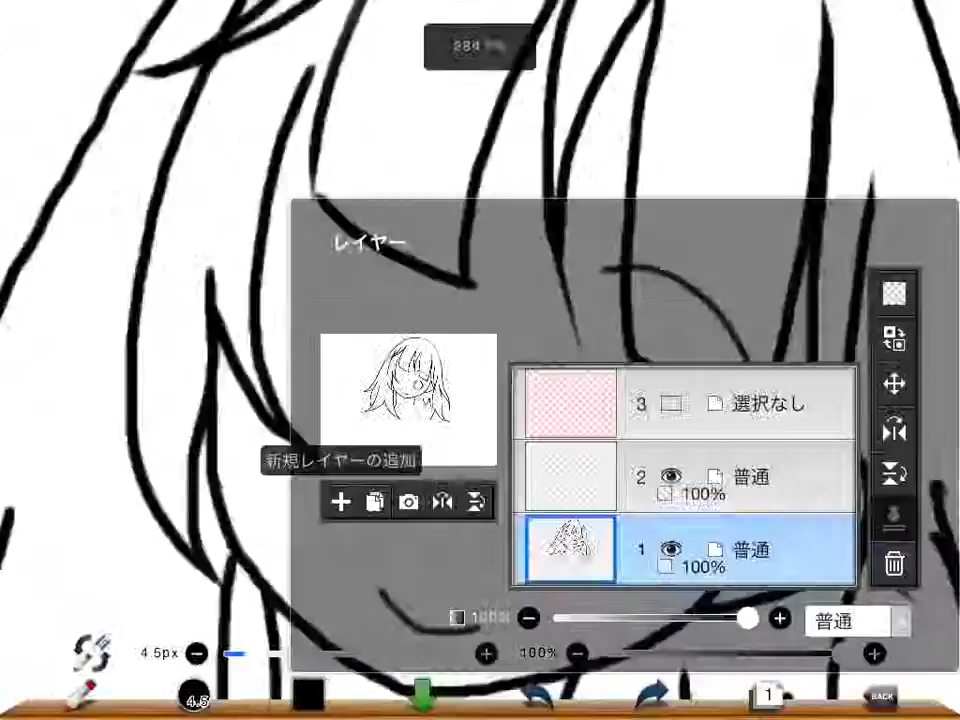 レイヤー
3 選択なし
2 普通
100%
新規レイヤーの追加
1 普通
100%
100%
普通
4.5px
100%
4.5
1
BACK